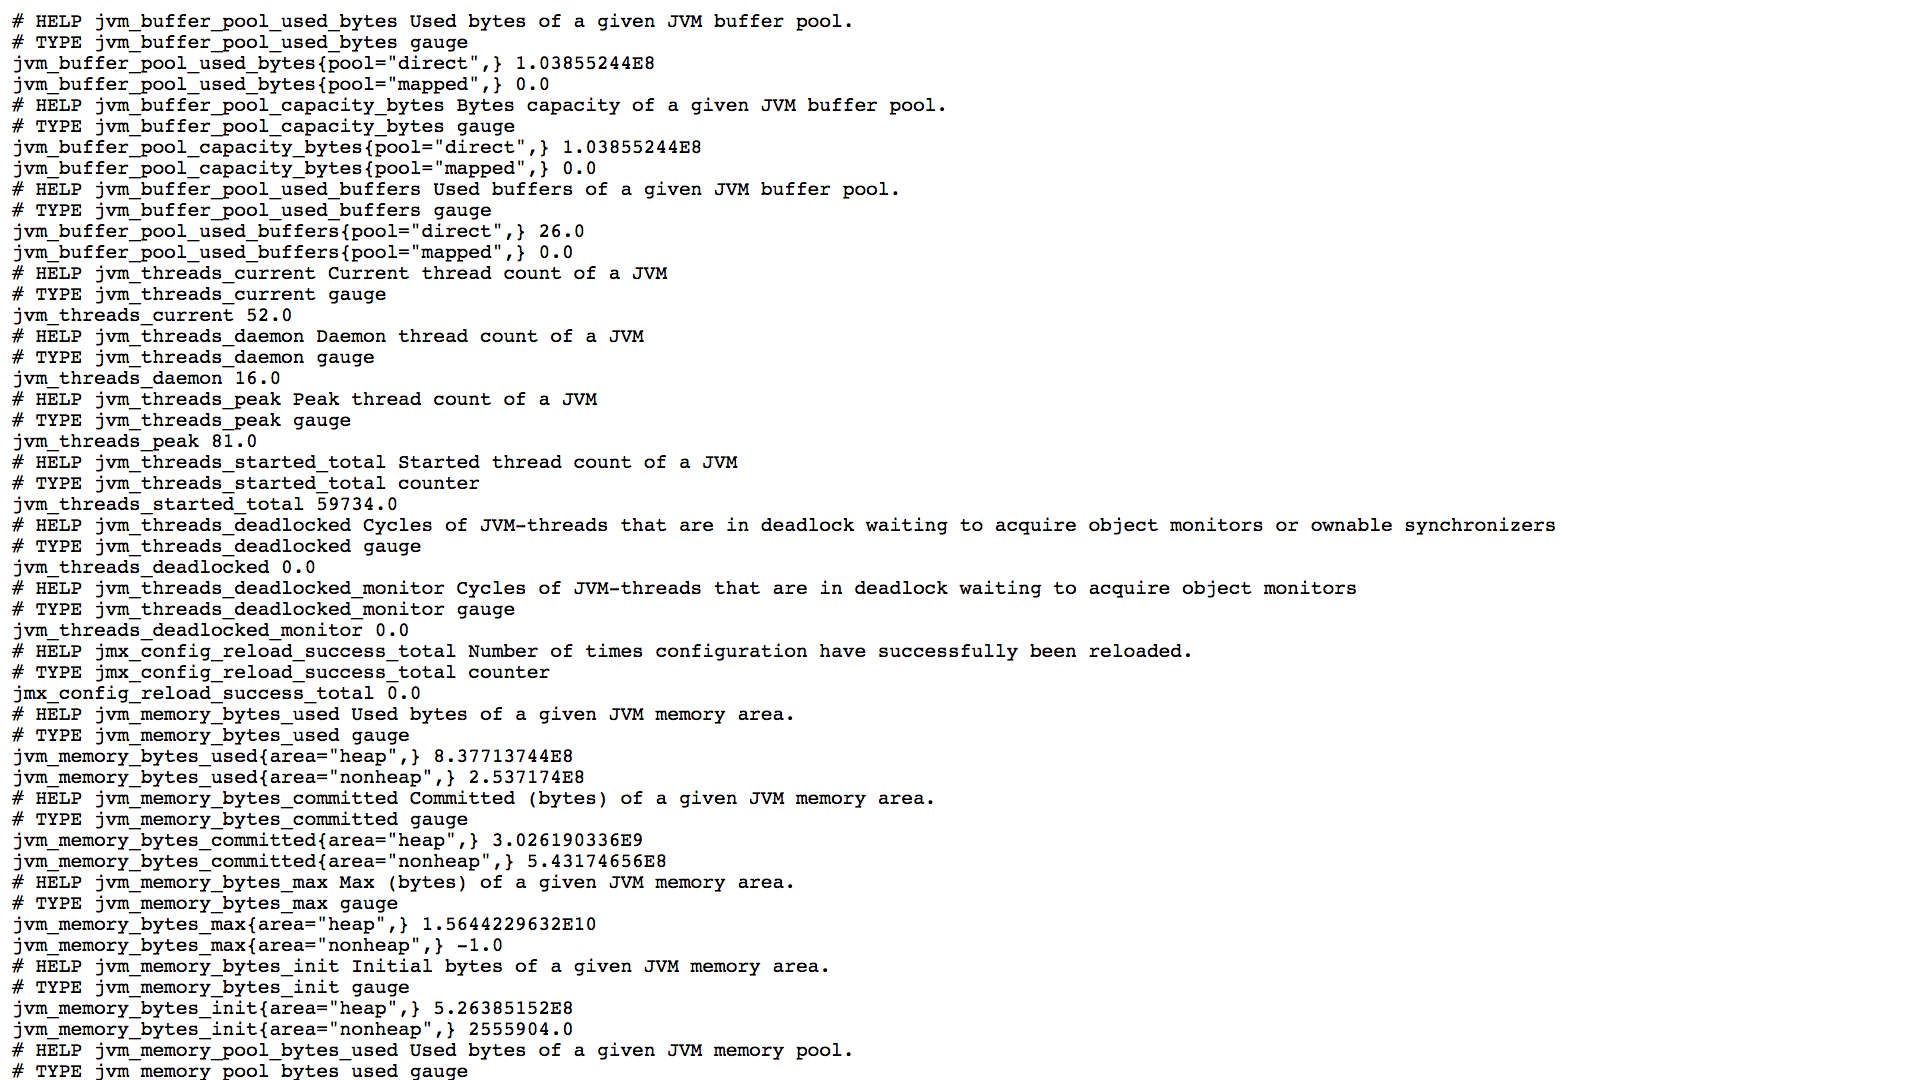 # HELP jvm_buffer_pool_used_bytes Used bytes of a given JVM buffer pool.
# TYPE jvm_buffer_pool_used_bytes gauge
jvm_buffer_pool_used_bytes{pool="direct",} 1.03855244E8
jvm_buffer_pool_used_bytes{pool="mapped",} 0.0
# HELP jvm_buffer_pool_capacity_bytes Bytes capacity of a given JVM buffer pool.
# TYPE jvm_buffer_pool_capacity_bytes gauge
jvm_buffer_pool_capacity_bytes{pool="direct",} 1.03855244E8
jvm_buffer_pool_capacity_bytes{pool="mapped",} 0.0
# HELP jvm_buffer_pool_used_buffers Used buffers of a given JVM buffer pool.
# TYPE jvm_buffer_pool_used_buffers gauge
jvm_buffer_pool_used_buffers{pool="direct",} 26.0
jvm_buffer_pool_used_buffers{pool="mapped",} 0.0
# HELP jvm_threads_current Current thread count of a JVM
# TYPE jvm_threads_current gauge
jvm_threads_current 52.0
# HELP jvm_threads_daemon Daemon thread count of a JVM
# TYPE jvm_threads_daemon gauge
jvm_threads_daemon 16.0
# HELP jvm_threads_peak Peak thread count of a JVM
# TYPE jvm_threads_peak gauge
jvm_threads_peak 81.0
# HELP jvm_threads_started_total Started thread count of a JVM
# TYPE jvm_threads_started_total counter
jvm_threads_started_total 59734.0
# HELP jvm_threads_deadlocked Cycles of JVM-threads that are in deadlock waiting to acquire object monitors or ownable synchronizers
# TYPE jvm_threads_deadlocked gauge
jvm_threads_deadlocked 0.0
# HELP jvm_threads_deadlocked_monitor Cycles of JVM-threads that are in deadlock waiting to acquire object monitors
# TYPE jvm_threads_deadlocked_monitor gauge
jvm_threads_deadlocked_monitor 0.0
# HELP jmx_config_reload_success_total Number of times configuration have successfully been reloaded.
# TYPE jmx_config_reload_success_total counter
jmx_config_reload_success_total 0.0
# HELP jvm_memory_bytes_used Used bytes of a given JVM memory area.
# TYPE jvm_memory_bytes_used gauge
jvm_memory_bytes_used{area="heap",} 8.37713744E8
jvm_memory_bytes_used{area="nonheap",} 2.537174E8
# HELP jvm_memory_bytes_committed Committed (bytes) of a given JVM memory area.
# TYPE jvm_memory_bytes_committed gauge
jvm_memory_bytes_committed{area="heap",} 3.026190336E9
jvm_memory_bytes_committed{area="nonheap",} 5.43174656E8
# HELP jvm_memory_bytes_max Max (bytes) of a given JVM memory area.
# TYPE jvm_memory_bytes_max gauge
jvm_memory_bytes_max{area="heap",} 1.5644229632E10
jvm_memory_bytes_max{area="nonheap",} -1.0
# HELP jvm_memory_bytes_init Initial bytes of a given JVM memory area.
# TYPE jvm_memory_bytes_init gauge
jvm_memory_bytes_init{area="heap",} 5.26385152E8
jvm_memory_bytes_init{area="nonheap",} 2555904.0
# HELP jvm_memory_pool_bytes_used Used bytes of a given JVM memory pool.
# TYPE jvm_memory_pool_bytes_used gauge